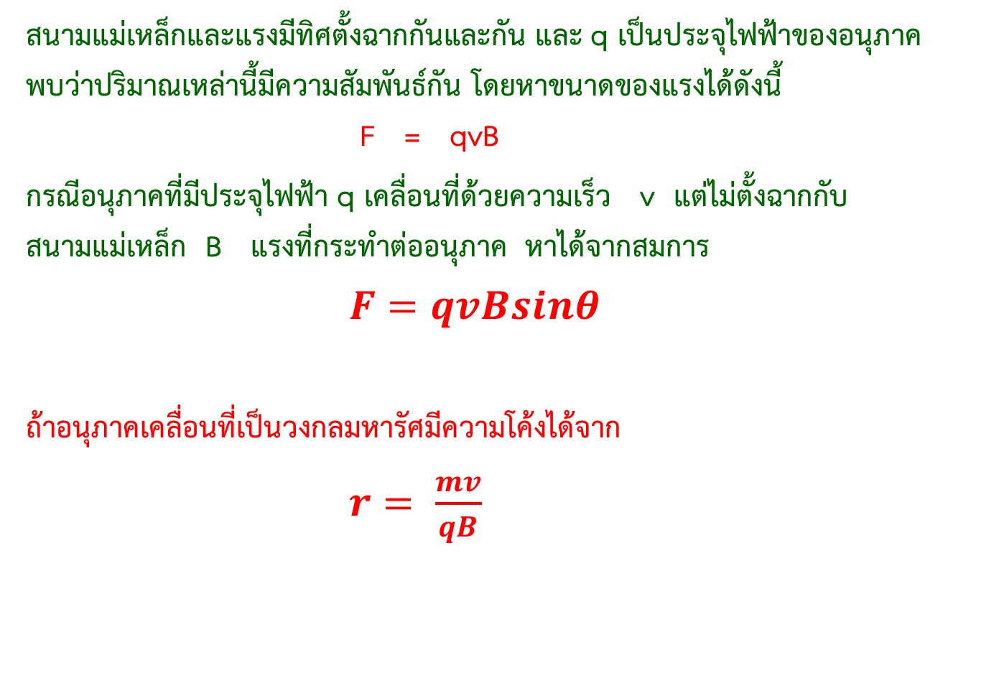 สนามแม่เหล็กและแรงมีทิศตั้งฉากกันและกัน และ q เป็นประจุไฟฟ้าของอนุภาค
พบว่าปริมาณเหล่านี้มีความสัมพันธ์กัน โดยหาขนาดของแรงได้ดังนี้
F = qvB
กรณีอนุภาคที่มีประจุไฟฟ้า q เคลื่อนที่ด้วยความเร็ว v แต่ไม่ตั้งฉากกับ
สนามแม่เหล็ก B แรงที่กระทำต่ออนุภาค หาได้จากสมการ
F = qvBsinθ
ถ้าอนุภาคเคลื่อนที่เป็นวงกลมหารัศมีความโค้งได้จาก
r = mv/qB